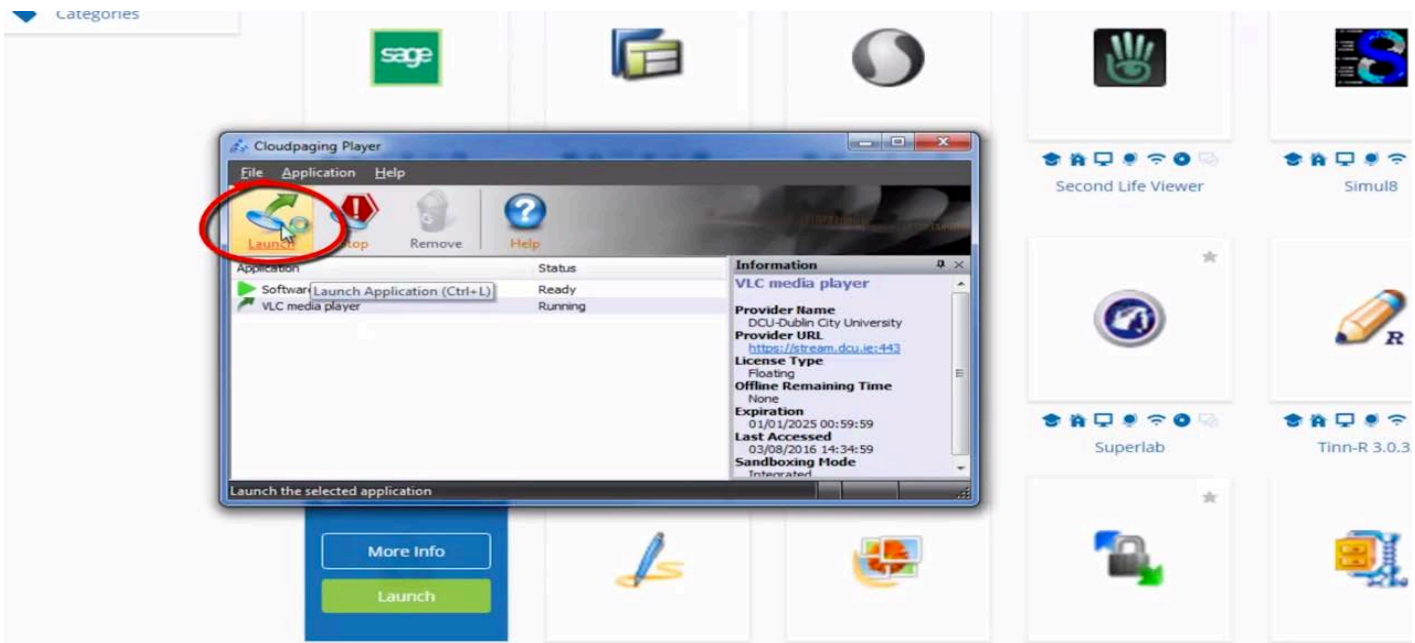 Categories
sage
Cloudpaging Player
File Application Help
Launch Stop Remove Help
Application Status
Software Launch Application (Ctrl+L) Ready
VLC media player Running
Information
VLC media player
Provider Name
DCU-Dublin City University
Provider URL
https://stream.dcu.ie:443
License Type
Floating
Offline Remaining Time
None
Expiration
01/01/2025 00:59:59
Last Accessed
03/08/2016 14:34:59
Sandboxing Mode
Integrated
Launch the selected application
Second Life Viewer Simul8
R
Superlab Tinn-R 3.0.3
More Info
Launch